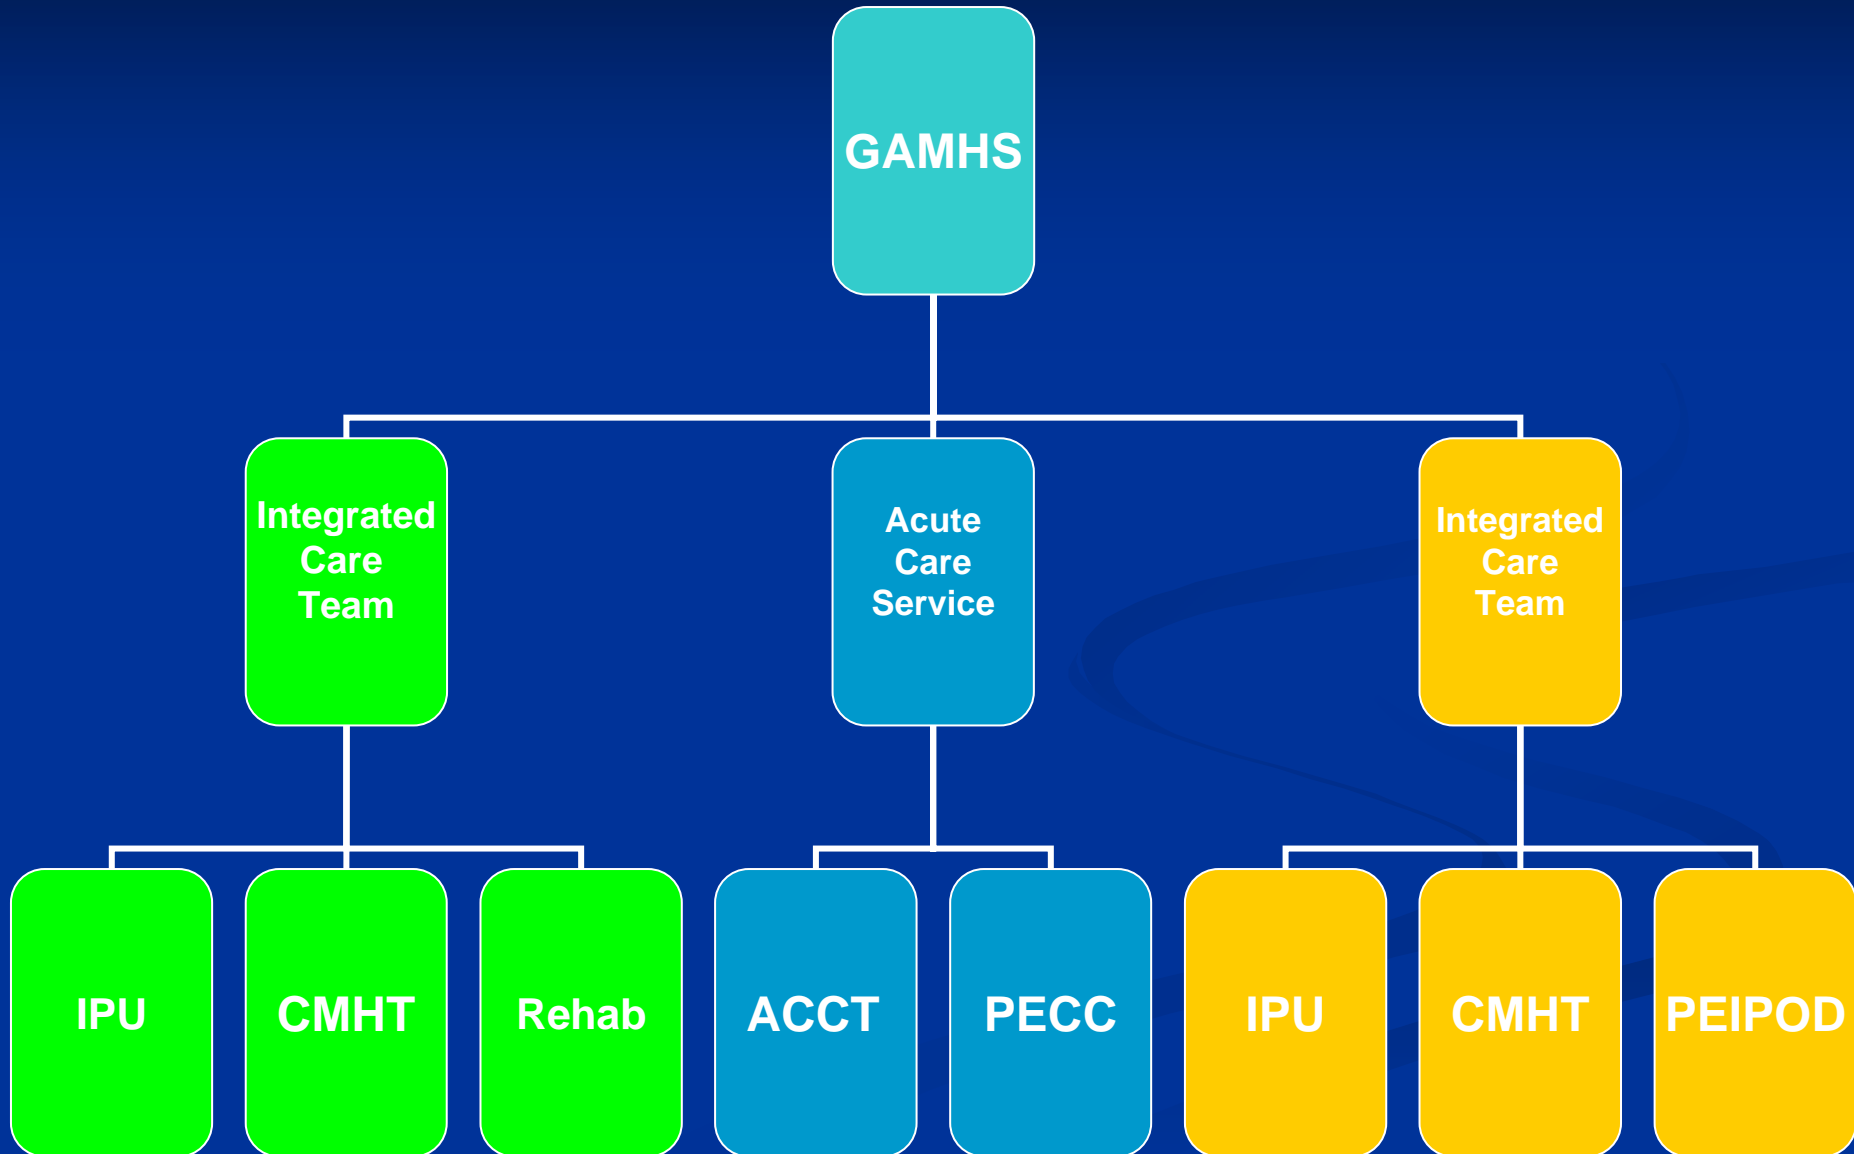 GAMHS
Integrated
Care
Team
Acute
Care
Service
Integrated
Care
Team
IPU
CMHT
Rehab
ACCT
PECC
IPU
CMHT
PEIPOD